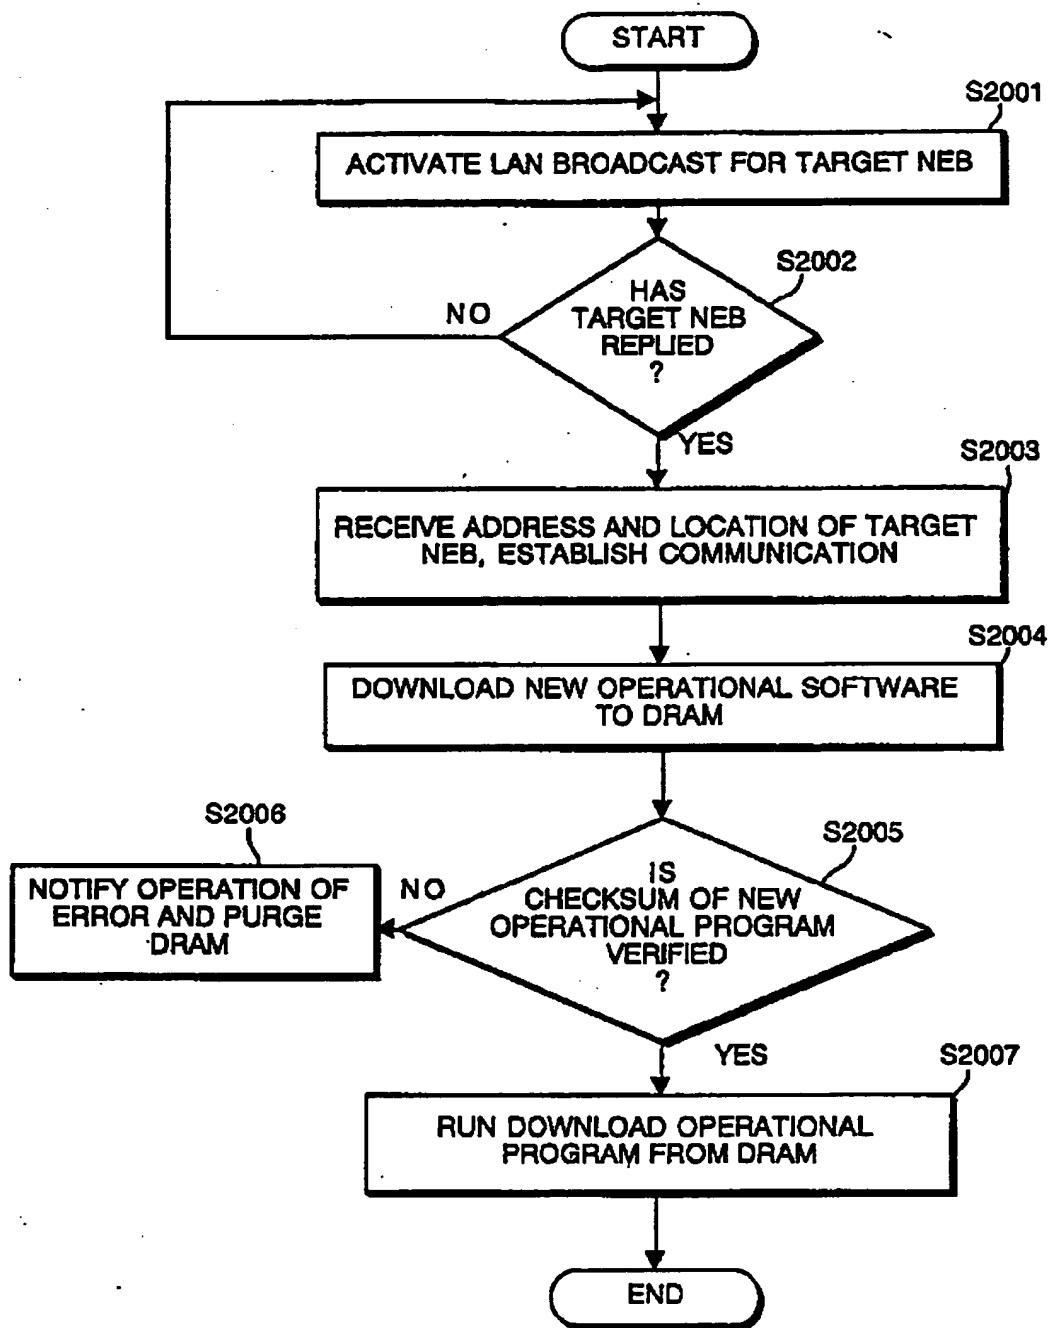 START
S2001
ACTIVATE LAN BROADCAST FOR TARGET NEB
S2002
HAS
TARGET NEB
REPLIED
?
NO
YES
S2003
RECEIVE ADDRESS AND LOCATION OF TARGET
NEB, ESTABLISH COMMUNICATION
S2004
DOWNLOAD NEW OPERATIONAL SOFTWARE
TO DRAM
S2005
IS
CHECKSUM OF NEW
OPERATIONAL PROGRAM
VERIFIED
?
NO
S2006
NOTIFY OPERATION OF
ERROR AND PURGE
DRAM
YES
S2007
RUN DOWNLOAD OPERATIONAL
PROGRAM FROM DRAM
END